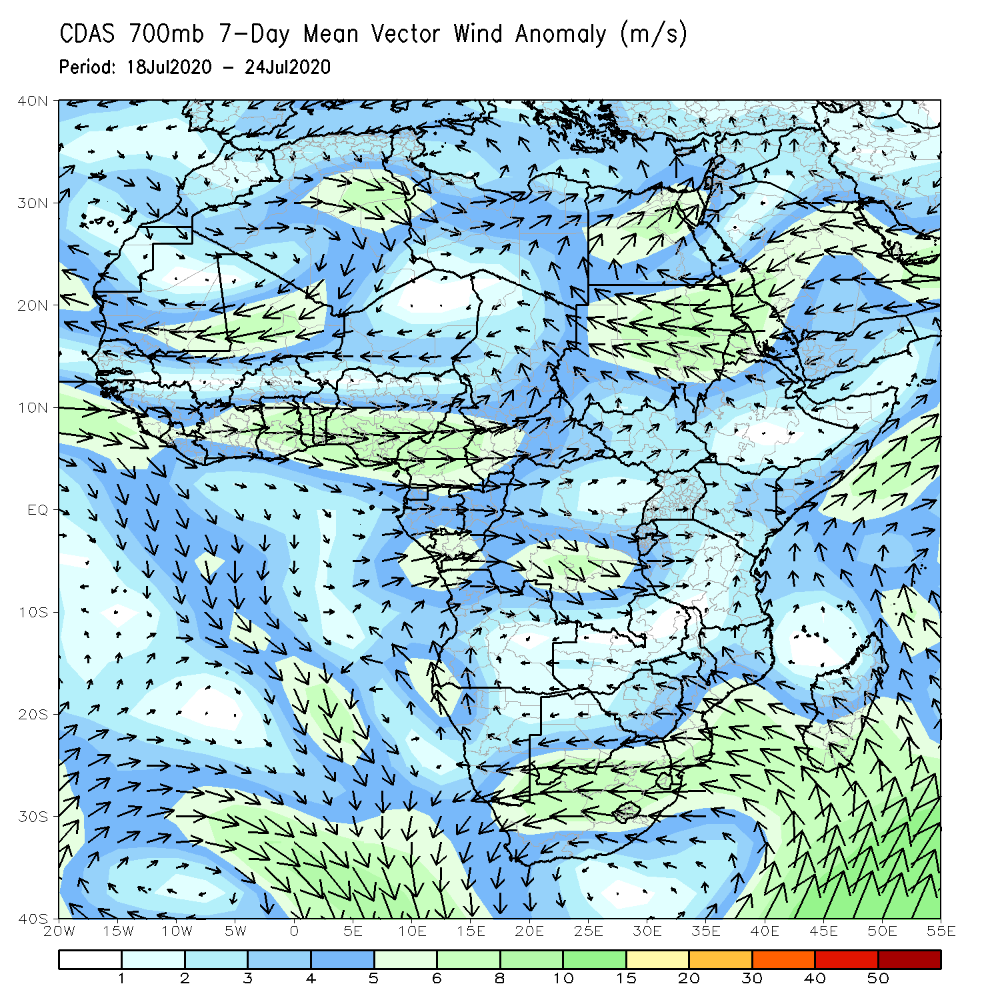 CDAS 700mb 7-Day Mean Vector Wind Anomaly (m/s)
Period: 18Jul2020 - 24Jul2020
40N
30N
20N
10N
EQ
10S
20S
30S
40S
20W 15W 10W 5W 0 5E 10E 15E 20E 25E 30E 35E 40E 45E 50E 55E
1 2 3 4 5 6 8 10 15 20 30 40 50